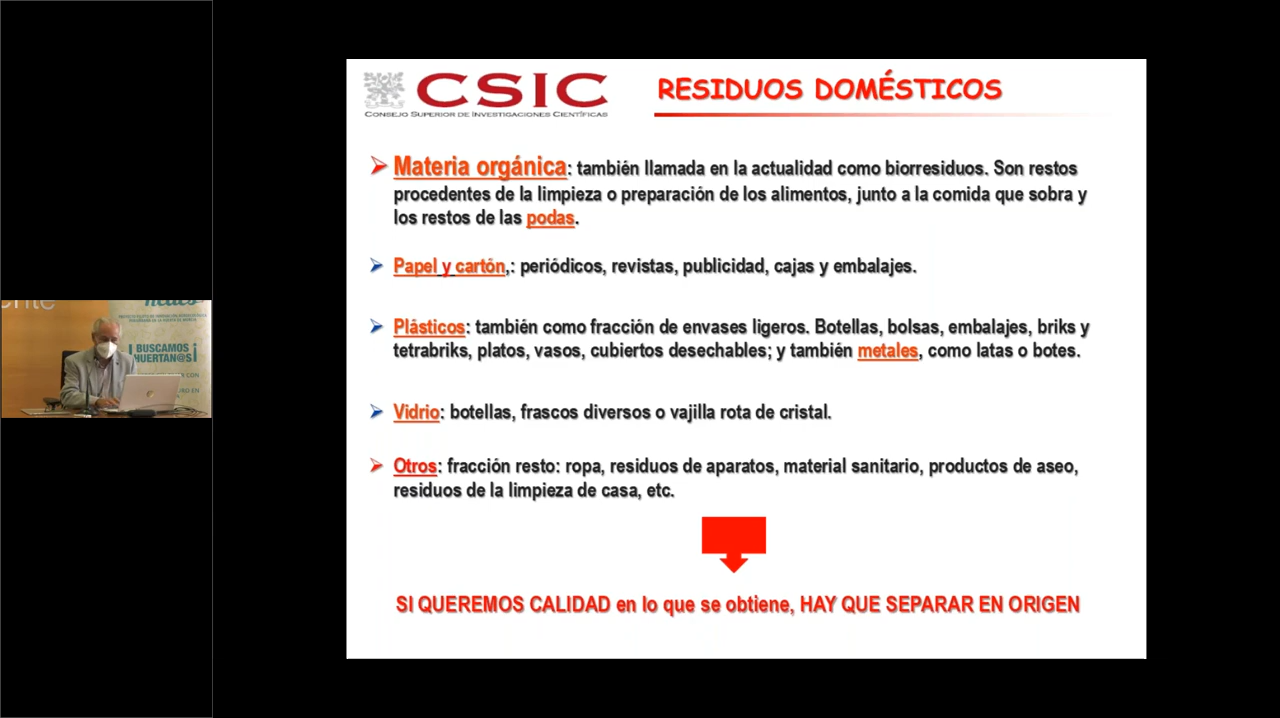 CSIC
CONSEJO SUPERIOR DE INVESTIGACIONES CIENTÍFICAS
RESIDUOS DOMÉSTICOS
Materia orgánica: también llamada en la actualidad como biorresiduos. Son restos
procedentes de la limpieza o preparación de los alimentos, junto a la comida que sobra y
los restos de las podas.
Papel y cartón,: periódicos, revistas, publicidad, cajas y embalajes.
Plásticos: también como fracción de envases ligeros. Botellas, bolsas, embalajes, briks y
tetrabriks, platos, vasos, cubiertos desechables; y también metales, como latas o botes.
Vidrio: botellas, frascos diversos o vajilla rota de cristal.
Otros: fracción resto: ropa, residuos de aparatos, material sanitario, productos de aseo,
residuos de la limpieza de casa, etc.
SI QUEREMOS CALIDAD en lo que se obtiene, HAY QUE SEPARAR EN ORIGEN
¡BUSCAMOS
HUERTAN@S!